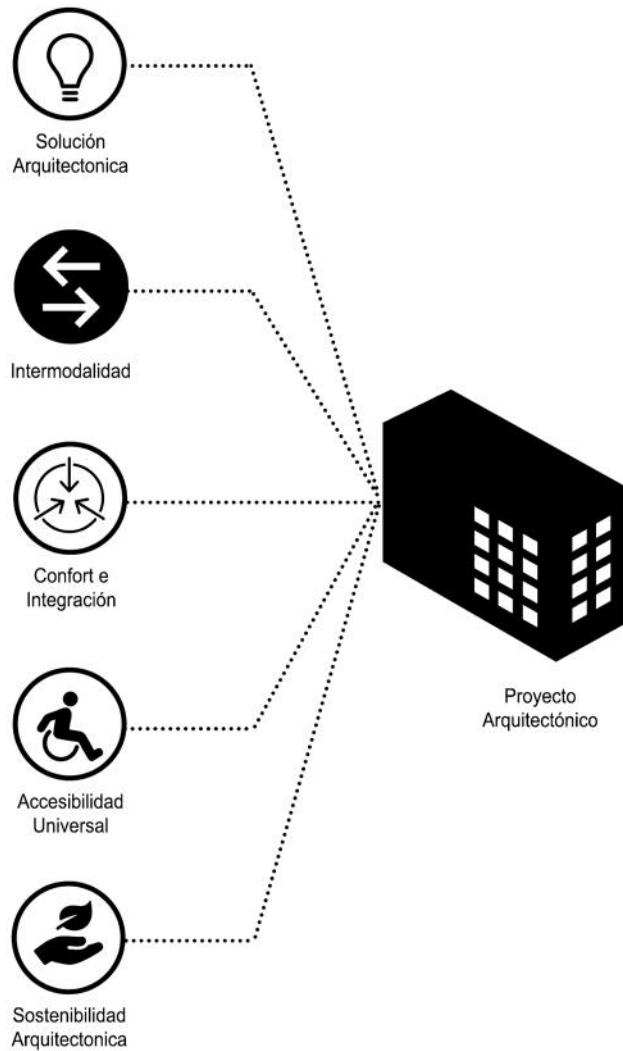 Solución
Arquitectonica
Intermodalidad
Confort e
Integración
Accesibilidad
Universal
Sostenibilidad
Arquitectonica
Proyecto
Arquitectónico